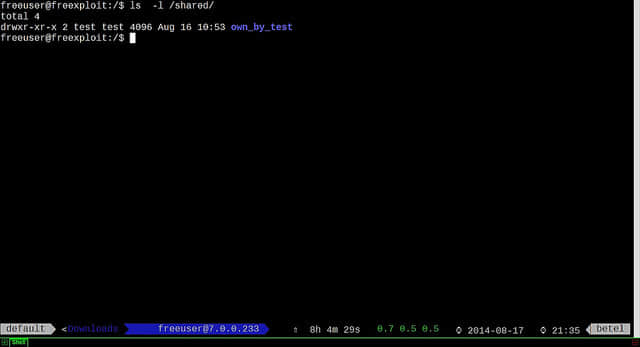 freeuser@freexploit:/$ ls  -l /shared/
total 4
drwxr-xr-x 2 test test 4096 Aug 16 10:53 own_by_test
freeuser@freexploit:/$
default < Downloads freeuser@7.0.0.233 ⇑ 8h 4m 29s 0.7 0.5 0.5 2014-08-17 21:35 betel
Shell